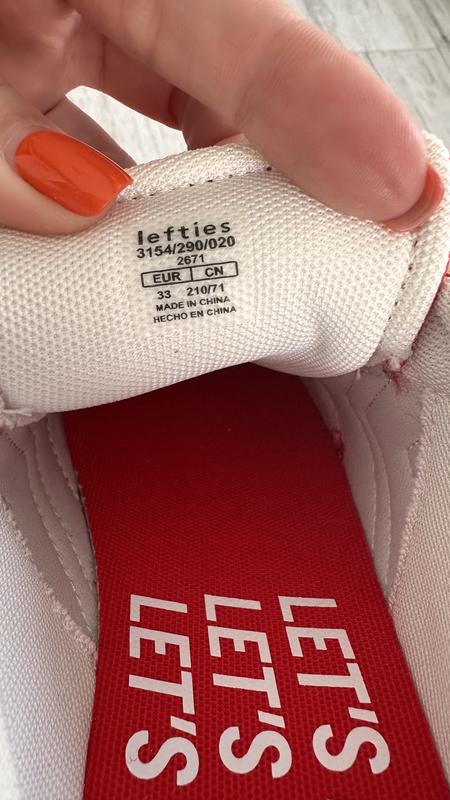 lefties
3154/290/020
2671
EUR CN
33 210/71
MADE IN CHINA
HECHO EN CHINA
LET'S
LET'S
LET'S